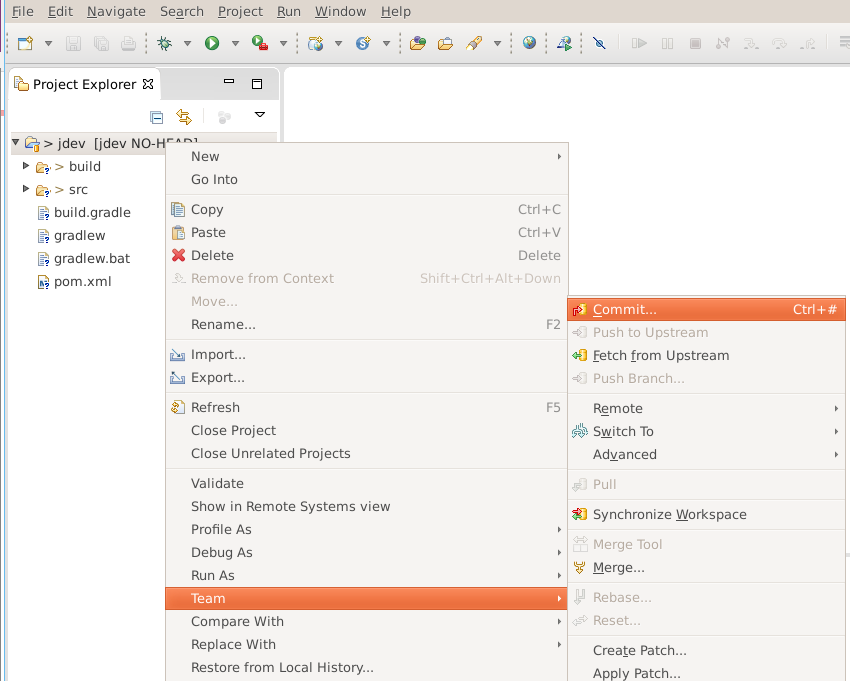 File Edit Navigate Search Project Run Window Help
Project Explorer
> jdev [jdev NO-HEAD]
> build
> src
build.gradle
gradlew
gradlew.bat
pom.xml
New
Go Into
Copy Ctrl+C
Paste Ctrl+V
Delete Delete
Remove from Context Shift+Ctrl+Alt+Down
Move...
Rename... F2
Import...
Export...
Refresh F5
Close Project
Close Unrelated Projects
Validate
Show in Remote Systems view
Profile As
Debug As
Run As
Team
Compare With
Replace With
Restore from Local History...
Commit... Ctrl+#
Push to Upstream
Fetch from Upstream
Push Branch...
Remote
Switch To
Advanced
Pull
Synchronize Workspace
Merge Tool
Merge...
Rebase...
Reset...
Create Patch...
Apply Patch...